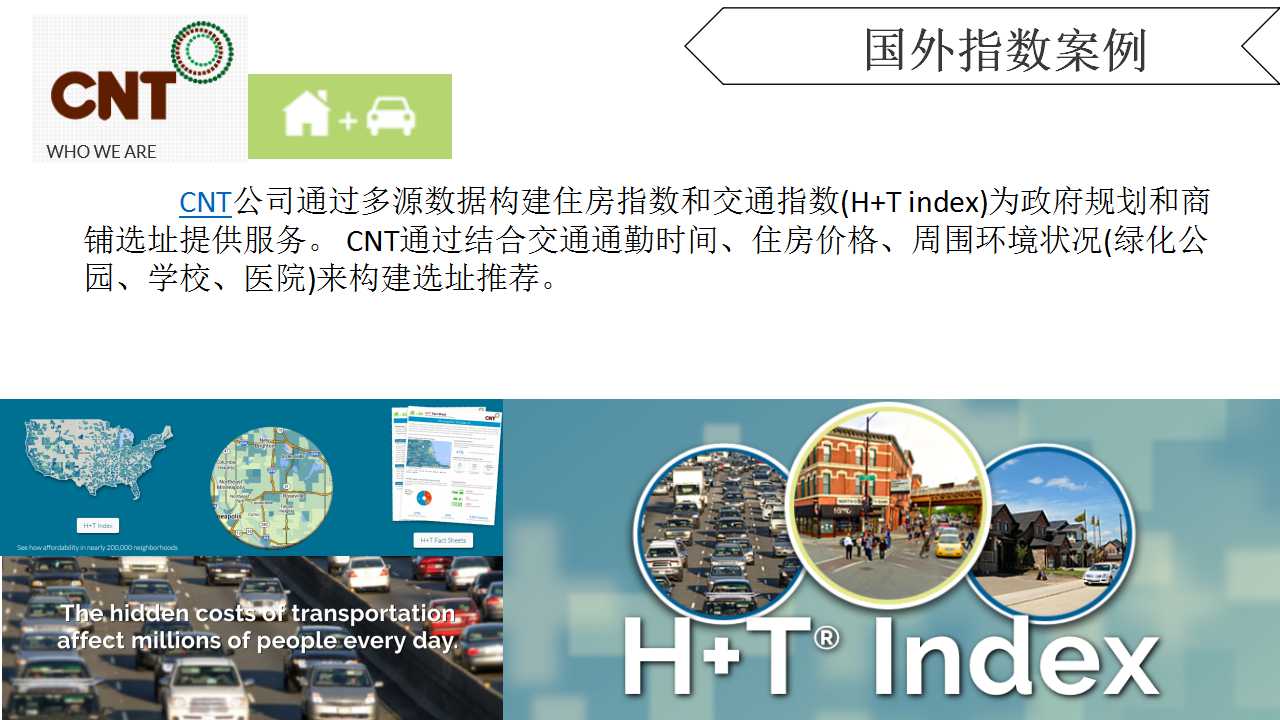 国外指数案例
CNT
WHO WE ARE
CNT公司通过多源数据构建住房指数和交通指数(H+T index)为政府规划和商
铺选址提供服务。 CNT通过结合交通通勤时间、住房价格、周围环境状况(绿化公
园、学校、医院)来构建选址推荐。
H+T Index
See how affordability in nearly 200,000 neighborhoods
H+T Fact Sheets
The hidden costs of transportation
affect millions of people every day.
H+T® Index